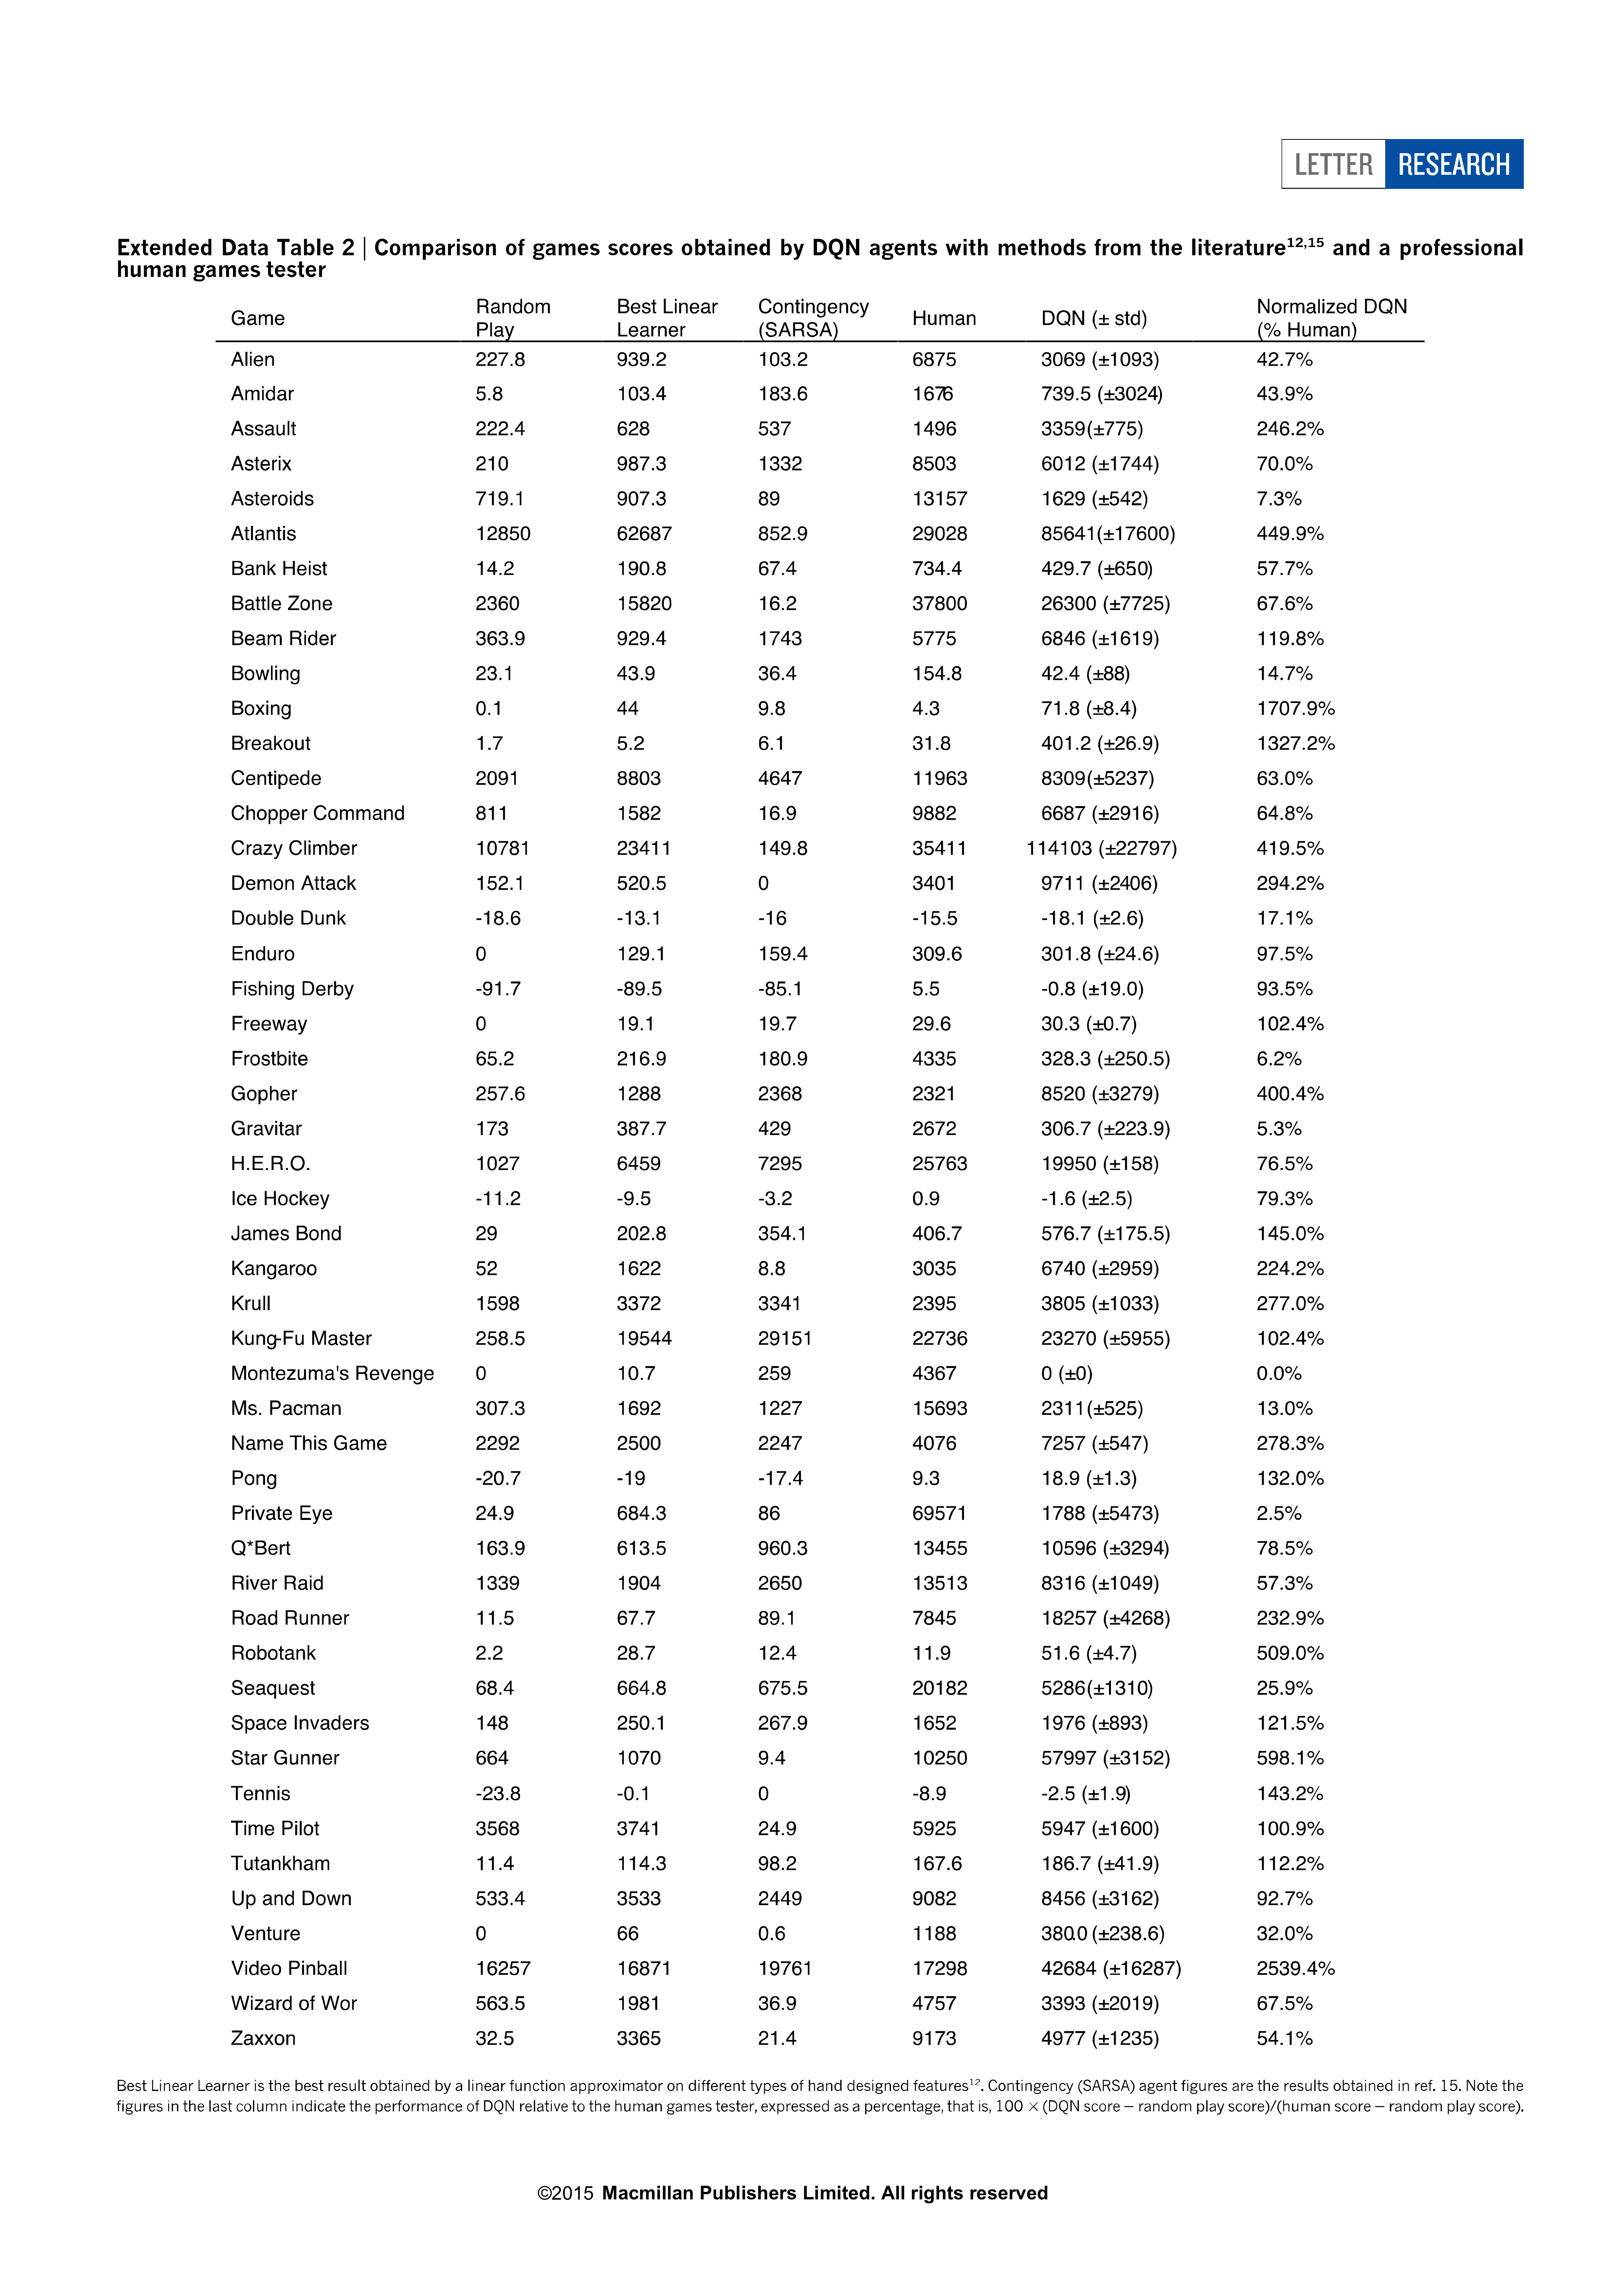 LETTER RESEARCH
Extended Data Table 2 | Comparison of games scores obtained by DQN agents with methods from the literature12,15 and a professional
human games tester
Game Random Play Best Linear Learner Contingency (SARSA) Human DQN (± std) Normalized DQN (% Human)
Alien 227.8 939.2 103.2 6875 3069 (±1093) 42.7%
Amidar 5.8 103.4 183.6 1676 739.5 (±3024) 43.9%
Assault 222.4 628 537 1496 3359(±775) 246.2%
Asterix 210 987.3 1332 8503 6012 (±1744) 70.0%
Asteroids 719.1 907.3 89 13157 1629 (±542) 7.3%
Atlantis 12850 62687 852.9 29028 85641(±17600) 449.9%
Bank Heist 14.2 190.8 67.4 734.4 429.7 (±650) 57.7%
Battle Zone 2360 15820 16.2 37800 26300 (±7725) 67.6%
Beam Rider 363.9 929.4 1743 5775 6846 (±1619) 119.8%
Bowling 23.1 43.9 36.4 154.8 42.4 (±88) 14.7%
Boxing 0.1 44 9.8 4.3 71.8 (±8.4) 1707.9%
Breakout 1.7 5.2 6.1 31.8 401.2 (±26.9) 1327.2%
Centipede 2091 8803 4647 11963 8309(±5237) 63.0%
Chopper Command 811 1582 16.9 9882 6687 (±2916) 64.8%
Crazy Climber 10781 23411 149.8 35411 114103 (±22797) 419.5%
Demon Attack 152.1 520.5 0 3401 9711 (±2406) 294.2%
Double Dunk -18.6 -13.1 -16 -15.5 -18.1 (±2.6) 17.1%
Enduro 0 129.1 159.4 309.6 301.8 (±24.6) 97.5%
Fishing Derby -91.7 -89.5 -85.1 5.5 -0.8 (±19.0) 93.5%
Freeway 0 19.1 19.7 29.6 30.3 (±0.7) 102.4%
Frostbite 65.2 216.9 180.9 4335 328.3 (±250.5) 6.2%
Gopher 257.6 1288 2368 2321 8520 (±3279) 400.4%
Gravitar 173 387.7 429 2672 306.7 (±223.9) 5.3%
H.E.R.O. 1027 6459 7295 25763 19950 (±158) 76.5%
Ice Hockey -11.2 -9.5 -3.2 0.9 -1.6 (±2.5) 79.3%
James Bond 29 202.8 354.1 406.7 576.7 (±175.5) 145.0%
Kangaroo 52 1622 8.8 3035 6740 (±2959) 224.2%
Krull 1598 3372 3341 2395 3805 (±1033) 277.0%
Kung-Fu Master 258.5 19544 29151 22736 23270 (±5955) 102.4%
Montezuma's Revenge 0 10.7 259 4367 0 (±0) 0.0%
Ms. Pacman 307.3 1692 1227 15693 2311(±525) 13.0%
Name This Game 2292 2500 2247 4076 7257 (±547) 278.3%
Pong -20.7 -19 -17.4 9.3 18.9 (±1.3) 132.0%
Private Eye 24.9 684.3 86 69571 1788 (±5473) 2.5%
Q*Bert 163.9 613.5 960.3 13455 10596 (±3294) 78.5%
River Raid 1339 1904 2650 13513 8316 (±1049) 57.3%
Road Runner 11.5 67.7 89.1 7845 18257 (±4268) 232.9%
Robotank 2.2 28.7 12.4 11.9 51.6 (±4.7) 509.0%
Seaquest 68.4 664.8 675.5 20182 5286(±1310) 25.9%
Space Invaders 148 250.1 267.9 1652 1976 (±893) 121.5%
Star Gunner 664 1070 9.4 10250 57997 (±3152) 598.1%
Tennis -23.8 -0.1 0 -8.9 -2.5 (±1.9) 143.2%
Time Pilot 3568 3741 24.9 5925 5947 (±1600) 100.9%
Tutankham 11.4 114.3 98.2 167.6 186.7 (±41.9) 112.2%
Up and Down 533.4 3533 2449 9082 8456 (±3162) 92.7%
Venture 0 66 0.6 1188 380.0 (±238.6) 32.0%
Video Pinball 16257 16871 19761 17298 42684 (±16287) 2539.4%
Wizard of Wor 563.5 1981 36.9 4757 3393 (±2019) 67.5%
Zaxxon 32.5 3365 21.4 9173 4977 (±1235) 54.1%
Best Linear Learner is the best result obtained by a linear function approximator on different types of hand designed features12. Contingency (SARSA) agent figures are the results obtained in ref. 15. Note the
figures in the last column indicate the performance of DQN relative to the human games tester, expressed as a percentage, that is, 100 × (DQN score − random play score)/(human score − random play score).
©2015 Macmillan Publishers Limited. All rights reserved